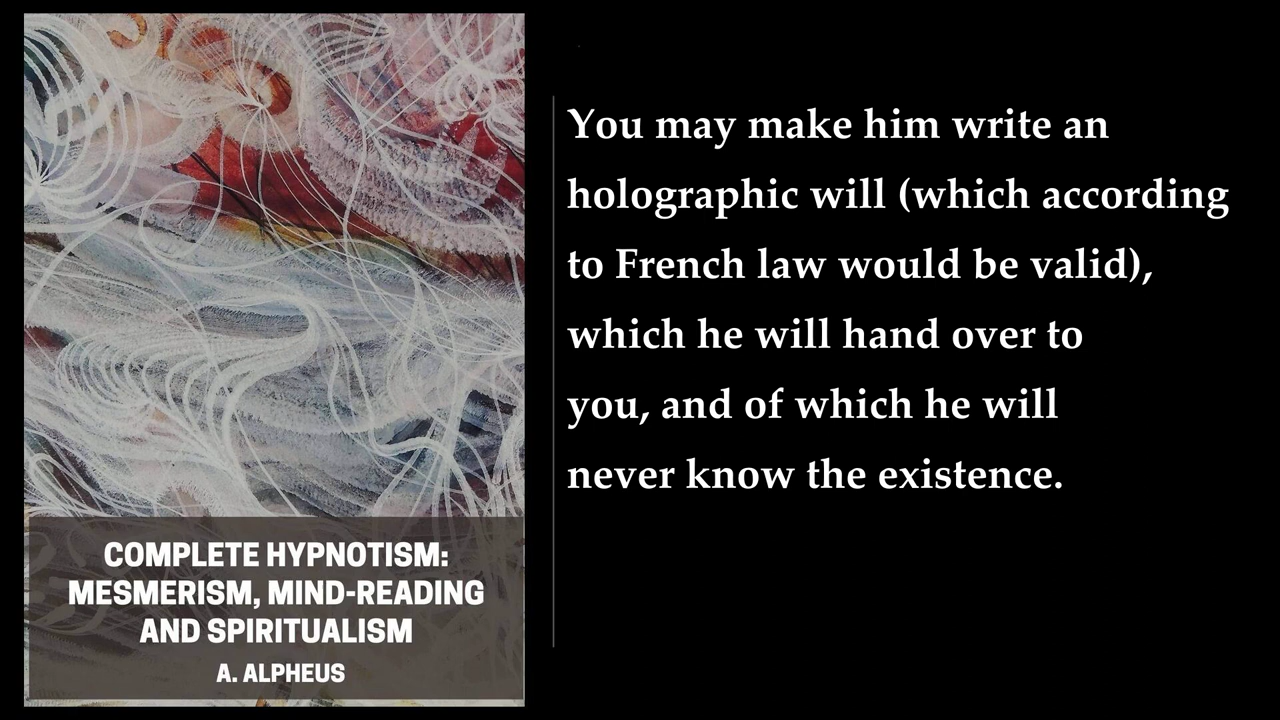 COMPLETE HYPNOTISM:
MESMERISM, MIND-READING
AND SPIRITUALISM
A. ALPHEUS
You may make him write an
holographic will (which according
to French law would be valid),
which he will hand over to
you, and of which he will
never know the existence.